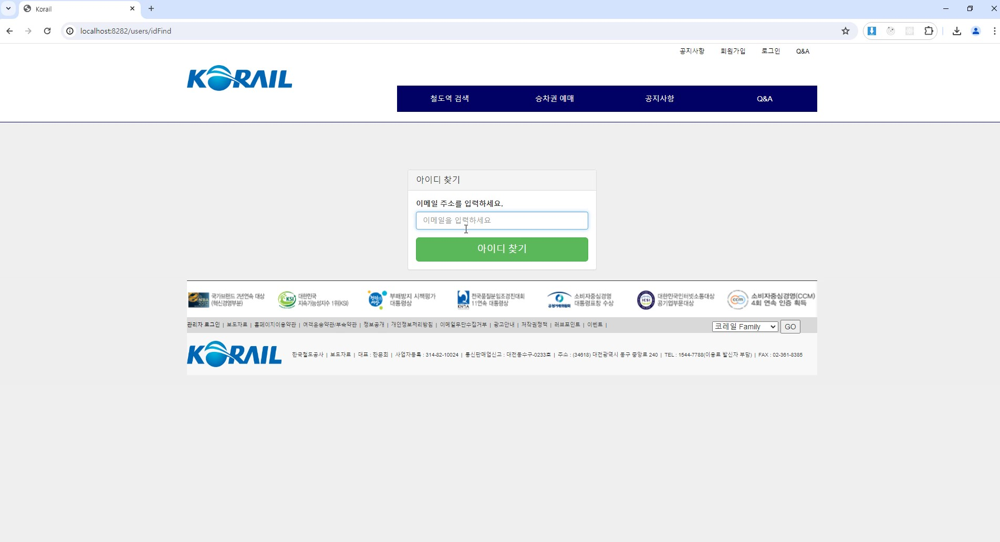 Korail
localhost:8282/users/idFind
공지사항 회원가입 로그인 Q&A
KORAIL
철도역 검색 승차권 예매 공지사항 Q&A
아이디 찾기
이메일 주소를 입력하세요.
이메일을 입력하세요
아이디 찾기
국가브랜드 2년연속 대상 대한민국 부패방지 시책평가 전국품질분임조경진대회 소비자중심경영 대한민국인터넷소통대상 소비자중심경영(CCM)
(혁신경영부분) 지속가능성지수 1위(KSI) 대통령상 11연속 대통령상 대통령표창 수상 공기업부문대상 4회 연속 인증 획득
관리자 로그인 | 보도자료 | 홈페이지이용약관 | 여객운송약관/부속약관 | 정보공개 | 개인정보처리방침 | 이메일무단수집거부 | 광고안내 | 저작권정책 | 러브포인트 | 이벤트 | 코레일 Family GO
KORAIL 한국철도공사 | 보도자료 | 대표 : 한문희 | 사업자등록 : 314-82-10024 | 통신판매업신고 : 대전동수구-0233호 | 주소 : (34618) 대전광역시 동구 중앙로 240 | TEL : 1544-7788(이용료 발신자 부담) | FAX : 02-361-8385